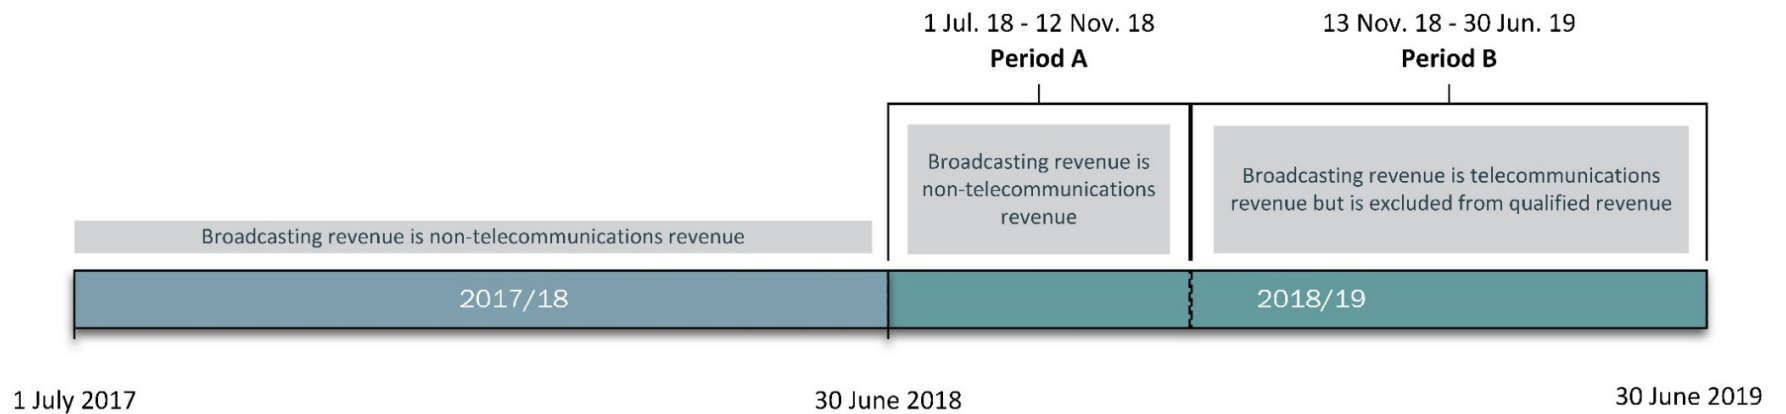 1 Jul. 18 - 12 Nov. 18
Period A
13 Nov. 18 - 30 Jun. 19
Period B
Broadcasting revenue is
non-telecommunications
revenue
Broadcasting revenue is telecommunications
revenue but is excluded from qualified revenue
Broadcasting revenue is non-telecommunications revenue
2017/18
2018/19
1 July 2017
30 June 2018
30 June 2019